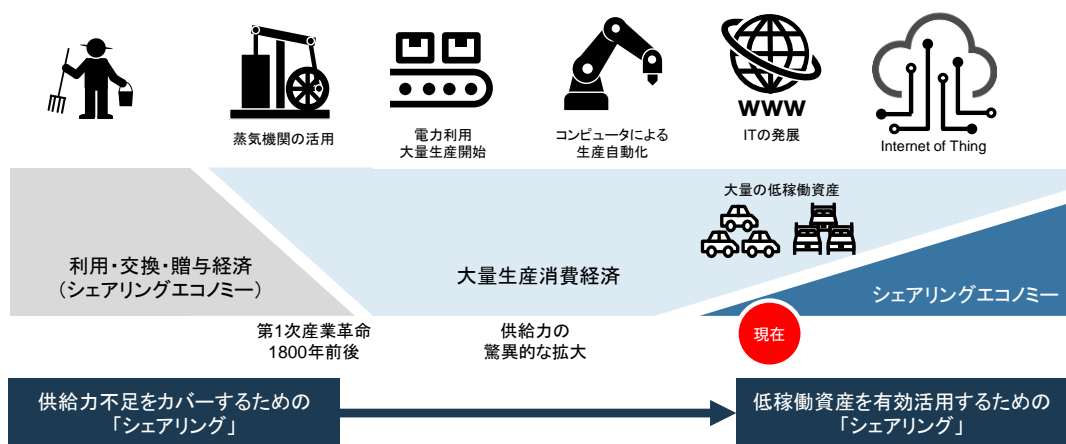 蒸気機関の活用
電力利用
大量生産開始
コンピュータによる
生産自動化
WWW
ITの発展
Internet of Thing
大量の低稼働資産
利用・交換・贈与経済
（シェアリングエコノミー）
大量生産消費経済
シェアリングエコノミー
第1次産業革命
1800年前後
供給力の
驚異的な拡大
現在
供給力不足をカバーするための
「シェアリング」
低稼働資産を有効活用するための
「シェアリング」